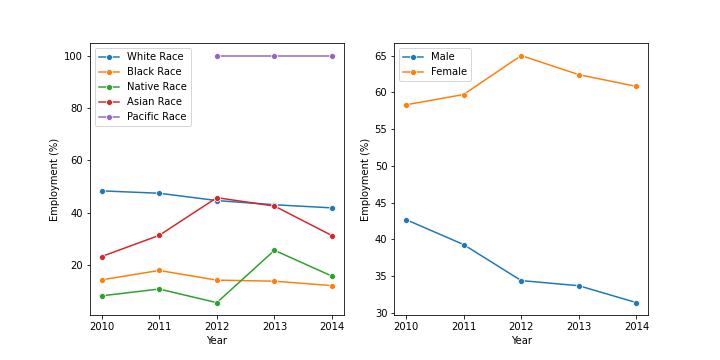 White Race
Black Race
Native Race
Asian Race
Pacific Race
100
80
60
40
20
Employment (%)
2010 2011 2012 2013 2014
Year
Male
Female
65
60
55
50
45
40
35
30
Employment (%)
2010 2011 2012 2013 2014
Year